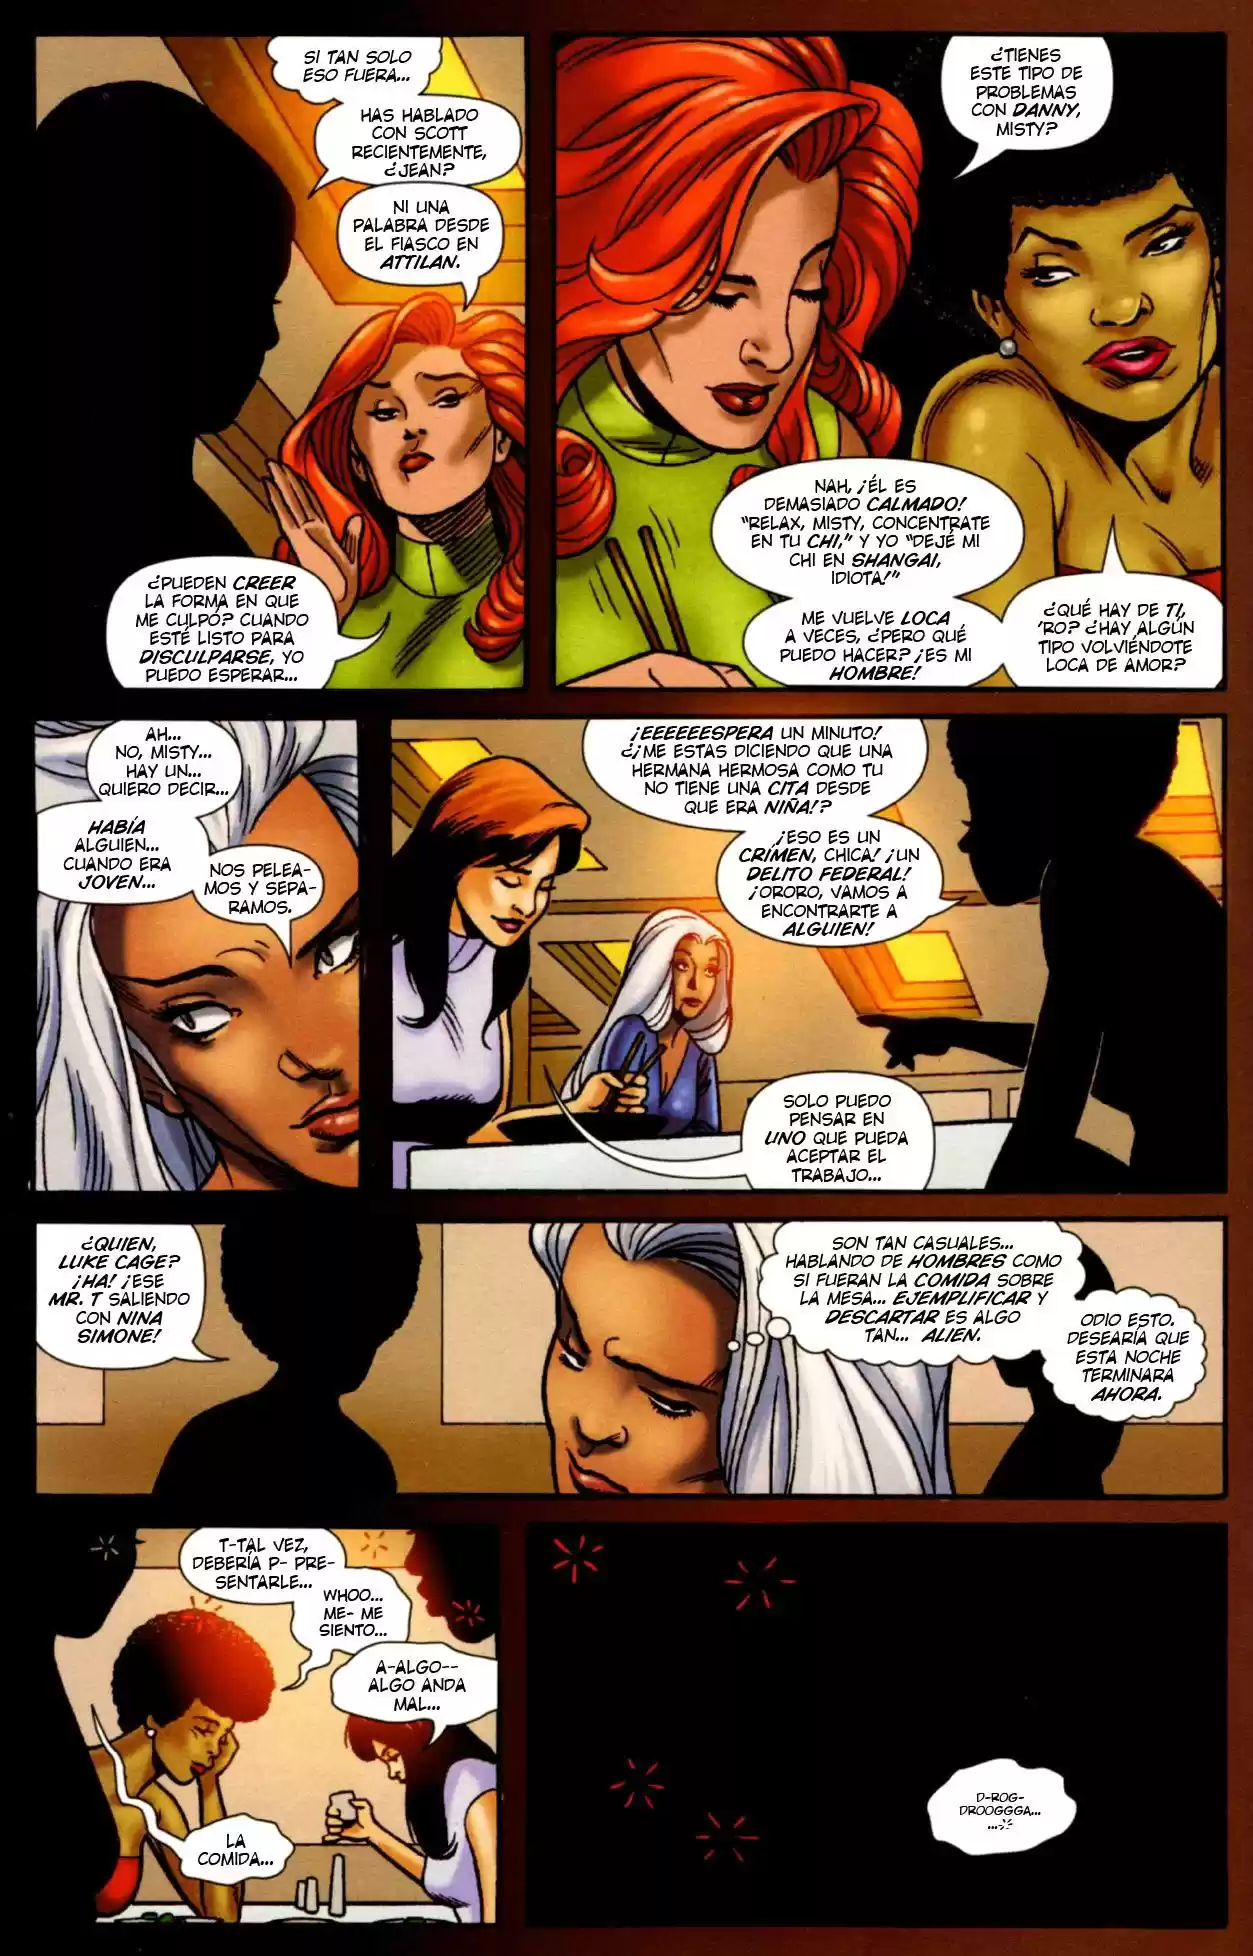 SI TAN SOLO
ESO FUERA...
HAS HABLADO
CON SCOTT
RECIENTEMENTE,
¿JEAN?
NI UNA
PALABRA DESDE
EL FIASCO EN
ATTILAN.
¿PUEDEN CREER
LA FORMA EN QUE
ME CULPÓ? CUANDO
ESTÉ LISTO PARA
DISCULPARSE, YO
PUEDO ESPERAR...
¿TIENES
ESTE TIPO DE
PROBLEMAS
CON DANNY,
MISTY?
NAH, ¡ÉL ES
DEMASIADO CALMADO!
"RELAX, MISTY, CONCENTRATE
EN TU CHI," Y YO "DEJÉ MI
CHI EN SHANGAI,
IDIOTA!"
ME VUELVE LOCA
A VECES, ¿PERO QUÉ
PUEDO HACER? ¡ES MI
HOMBRE!
¿QUÉ HAY DE TI,
'RO? ¿HAY ALGÚN
TIPO VOLVIÉNDOTE
LOCA DE AMOR?
AH...
NO, MISTY...
HAY UN...
QUIERO DECIR...
HABÍA
ALGUIEN...
CUANDO ERA
JOVEN...
NOS PELEA-
MOS Y SEPA-
RAMOS.
¡EEEEEESPERA UN MINUTO!
¿¡ME ESTAS DICIENDO QUE UNA
HERMANA HERMOSA COMO TU
NO TIENE UNA CITA DESDE
QUE ERA NIÑA!?
¡ESO ES UN
CRÍMEN, CHICA! ¡UN
DELITO FEDERAL!
¡ORORO, VAMOS A
ENCONTRARTE A
ALGUIEN!
SOLO PUEDO
PENSAR EN
UNO QUE PUEDA
ACEPTAR EL
TRABAJO...
¿QUIEN,
LUKE CAGE?
¡HA! ¡ESE
MR. T SALIENDO
CON NINA
SIMONE!
SON TAN CASUALES...
HABLANDO DE HOMBRES COMO
SI FUERAN LA COMIDA SOBRE
LA MESA... EJEMPLIFICAR Y
DESCARTAR ES ALGO
TAN... ALIEN.
ODIO ESTO.
DESEARÍA QUE
ESTA NOCHE
TERMINARA
AHORA.
T-TAL VEZ,
DEBERÍA P- PRE-
SENTARLE...
WHOO...
ME- ME
SIENTO...
A-ALGO--
ALGO ANDA
MAL...
LA
COMIDA...
D-ROG-
DROOGGGA...
...